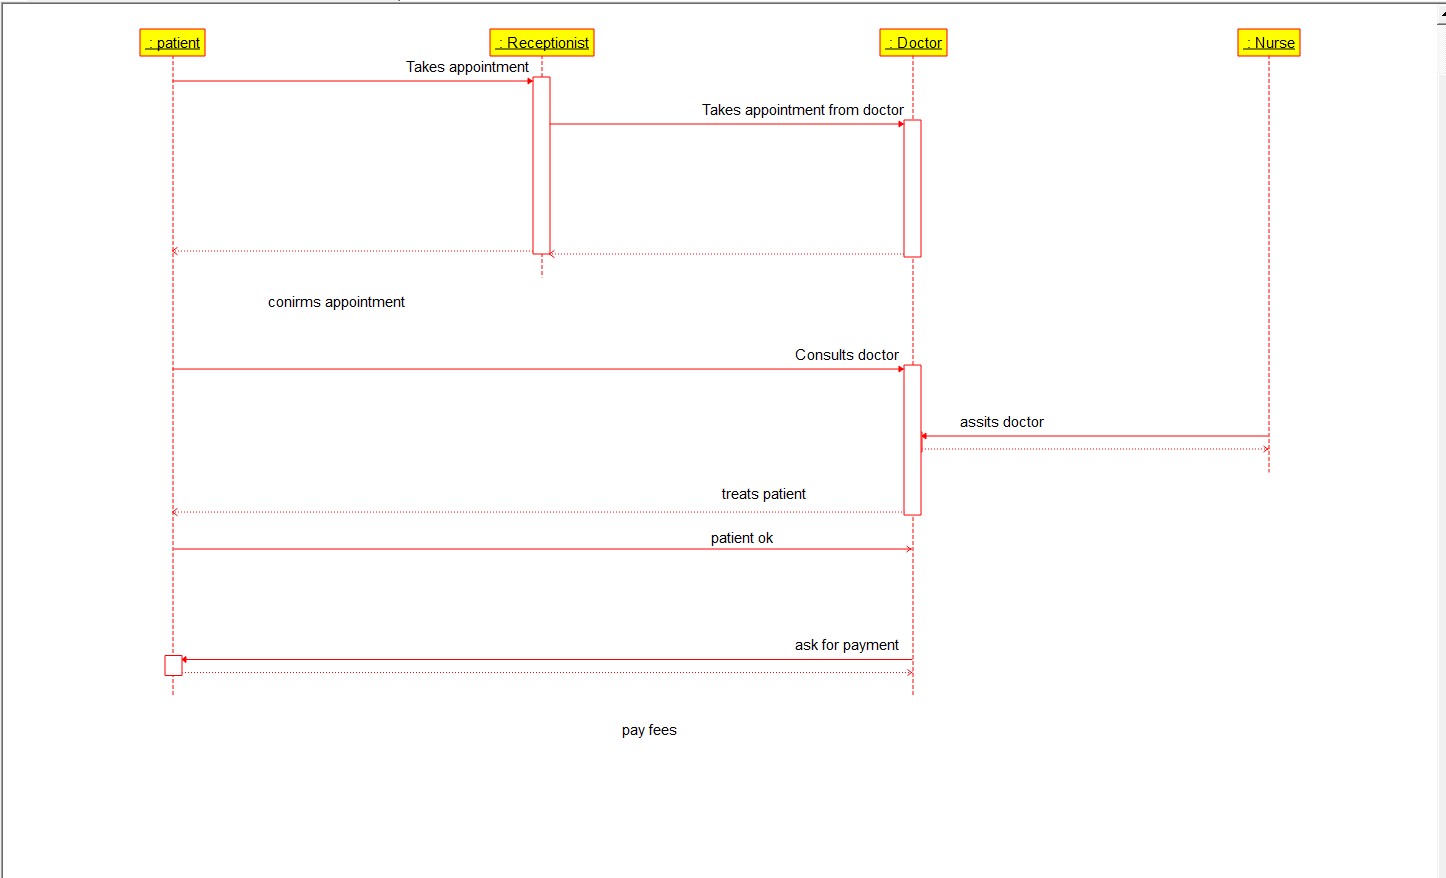 : patient
: Receptionist
: Doctor
: Nurse
Takes appointment
Takes appointment from doctor
conirms appointment
Consults doctor
assits doctor
treats patient
patient ok
ask for payment
pay fees